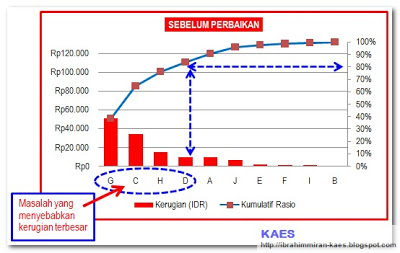 SEBELUM PERBAIKAN
Rp120.000
Rp100.000
Rp80.000
Rp60.000
Rp40.000
Rp20.000
Rp0
100%
90%
80%
70%
60%
50%
40%
30%
20%
10%
0%
G C H D A J E F I B
Masalah yang
menyebabkan
kerugian terbesar
Kerugian (IDR) Kumulatif Rasio
KAES
http://ibrahimmiran-kaes.blogspot.com